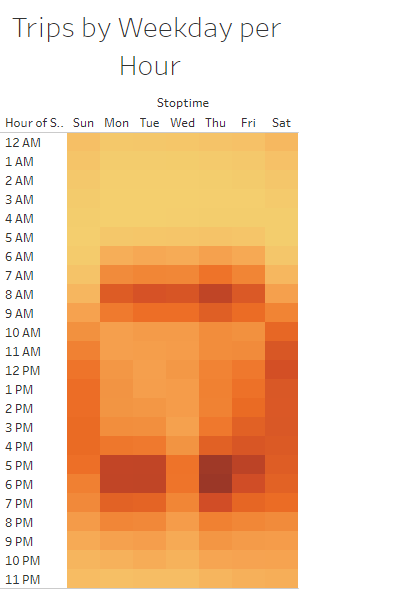 Trips by Weekday per
Hour
Stoptime
Hour of S.. Sun Mon Tue Wed Thu Fri Sat
12 AM
1 AM
2 AM
3 AM
4 AM
5 AM
6 AM
7 AM
8 AM
9 AM
10 AM
11 AM
12 PM
1 PM
2 PM
3 PM
4 PM
5 PM
6 PM
7 PM
8 PM
9 PM
10 PM
11 PM